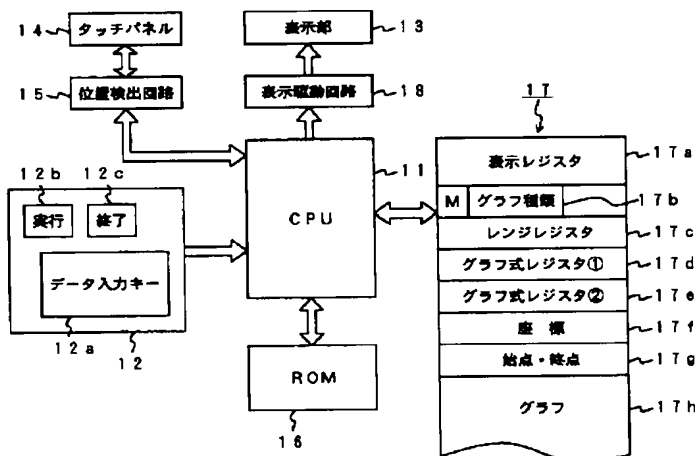 14
タッチパネル
15
位置検出回路
表示部
13
表示駆動回路
18
17
12b
12c
実行
終了
データ入力キー
12a
12
CPU
11
ROM
16
表示レジスタ
17a
M
グラフ種類
17b
レンジレジスタ
17c
グラフ式レジスタ①
17d
グラフ式レジスタ②
17e
座標
17f
始点・終点
17g
グラフ
17h